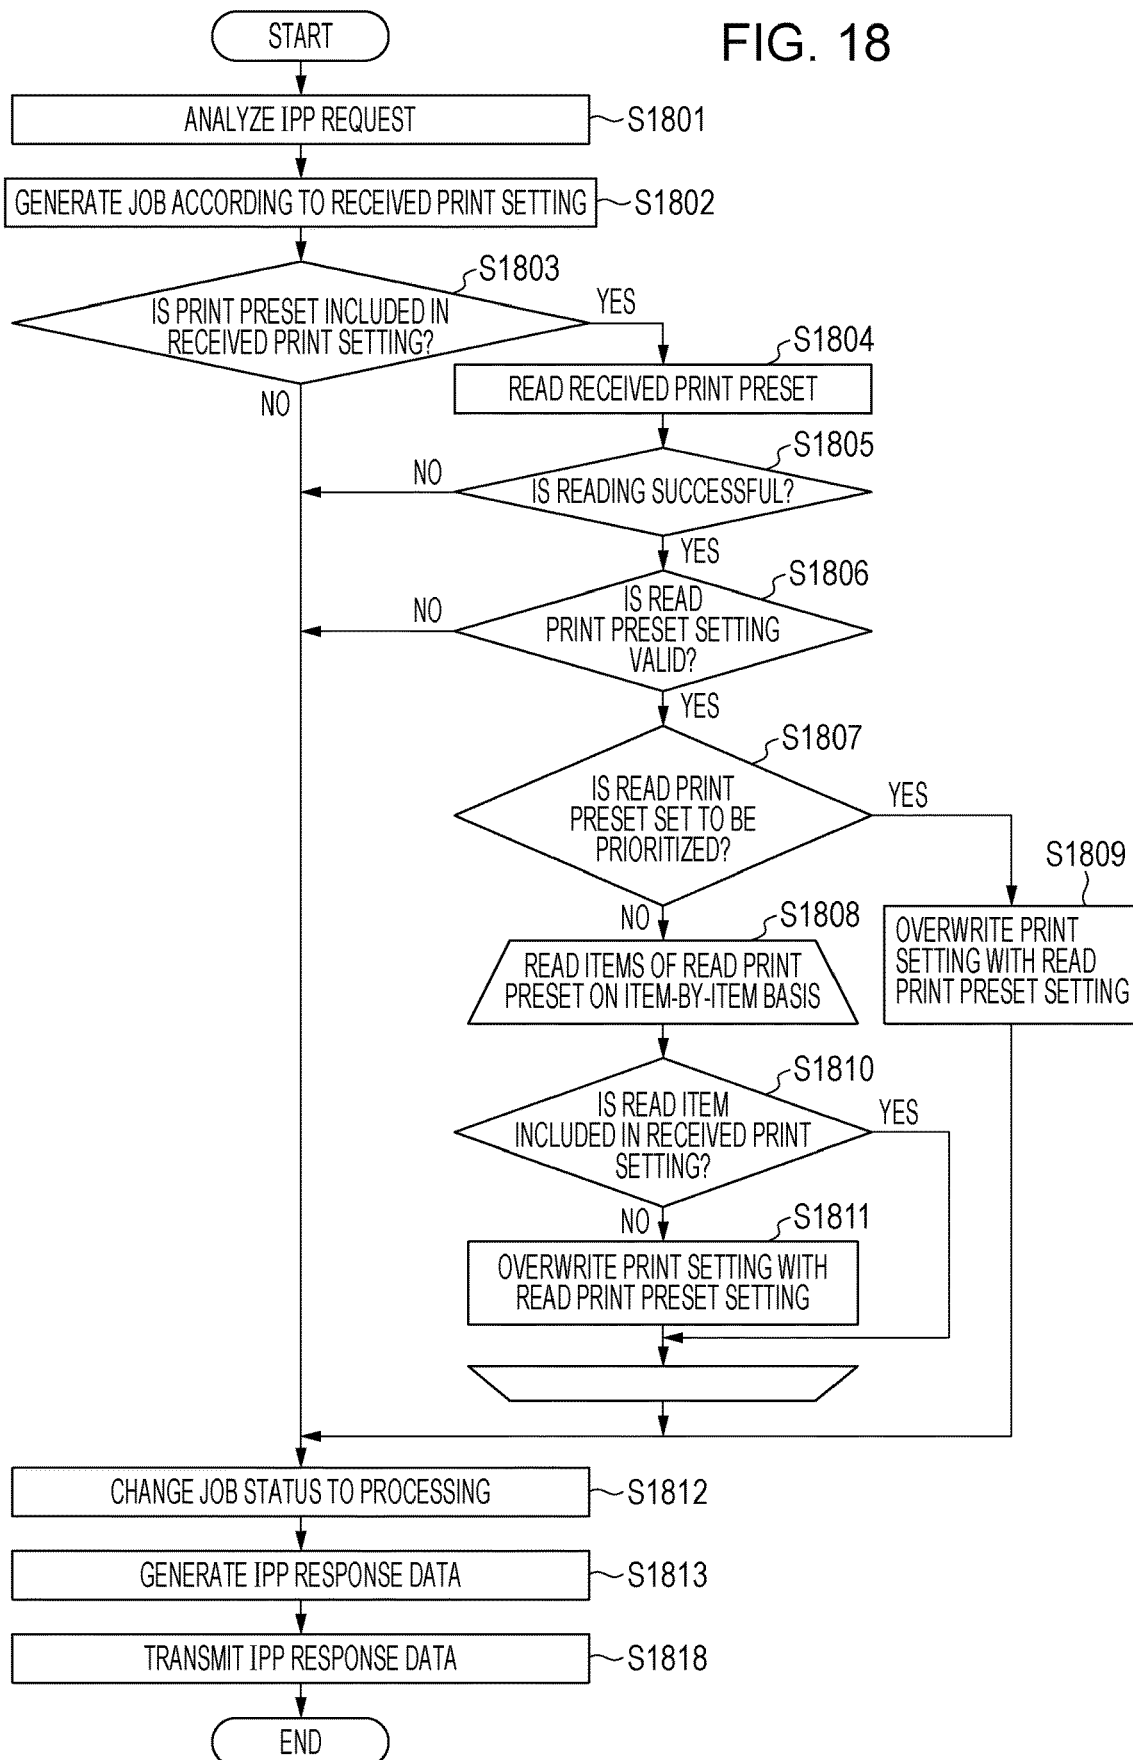 FIG. 18
START
ANALYZE IPP REQUEST
S1801
GENERATE JOB ACCORDING TO RECEIVED PRINT SETTING
S1802
S1803
IS PRINT PRESET INCLUDED IN
RECEIVED PRINT SETTING?
YES
NO
S1804
READ RECEIVED PRINT PRESET
S1805
IS READING SUCCESSFUL?
NO
YES
S1806
IS READ
PRINT PRESET SETTING
VALID?
NO
YES
S1807
IS READ PRINT
PRESET SET TO BE
PRIORITIZED?
YES
NO
S1809
OVERWRITE PRINT
SETTING WITH READ
PRINT PRESET SETTING
S1808
READ ITEMS OF READ PRINT
PRESET ON ITEM-BY-ITEM BASIS
S1810
IS READ ITEM
INCLUDED IN RECEIVED PRINT
SETTING?
YES
NO
S1811
OVERWRITE PRINT SETTING WITH
READ PRINT PRESET SETTING
CHANGE JOB STATUS TO PROCESSING
S1812
GENERATE IPP RESPONSE DATA
S1813
TRANSMIT IPP RESPONSE DATA
S1818
END